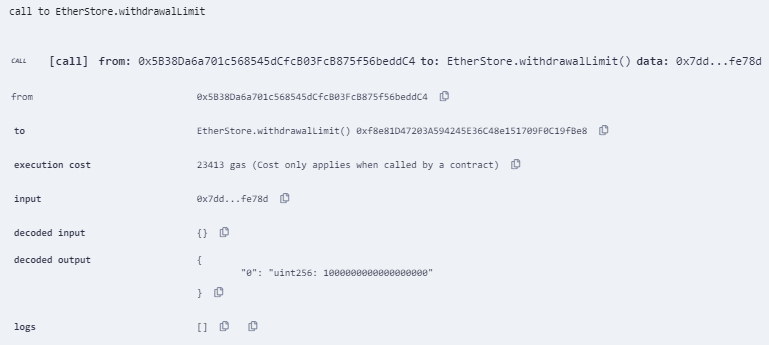 call to EtherStore.withdrawalLimit
CALL [call] from: 0x5B38Da6a701c568545dCfcB03FcB875f56beddC4 to: EtherStore.withdrawalLimit() data: 0x7dd...fe78d
from 0x5B38Da6a701c568545dCfcB03FcB875f56beddC4
to EtherStore.withdrawalLimit() 0xf8e81D47203A594245E36C48e151709F0C19fBe8
execution cost 23413 gas (Cost only applies when called by a contract)
input 0x7dd...fe78d
decoded input {}
decoded output {
"0": "uint256: 1000000000000000000"
}
logs []